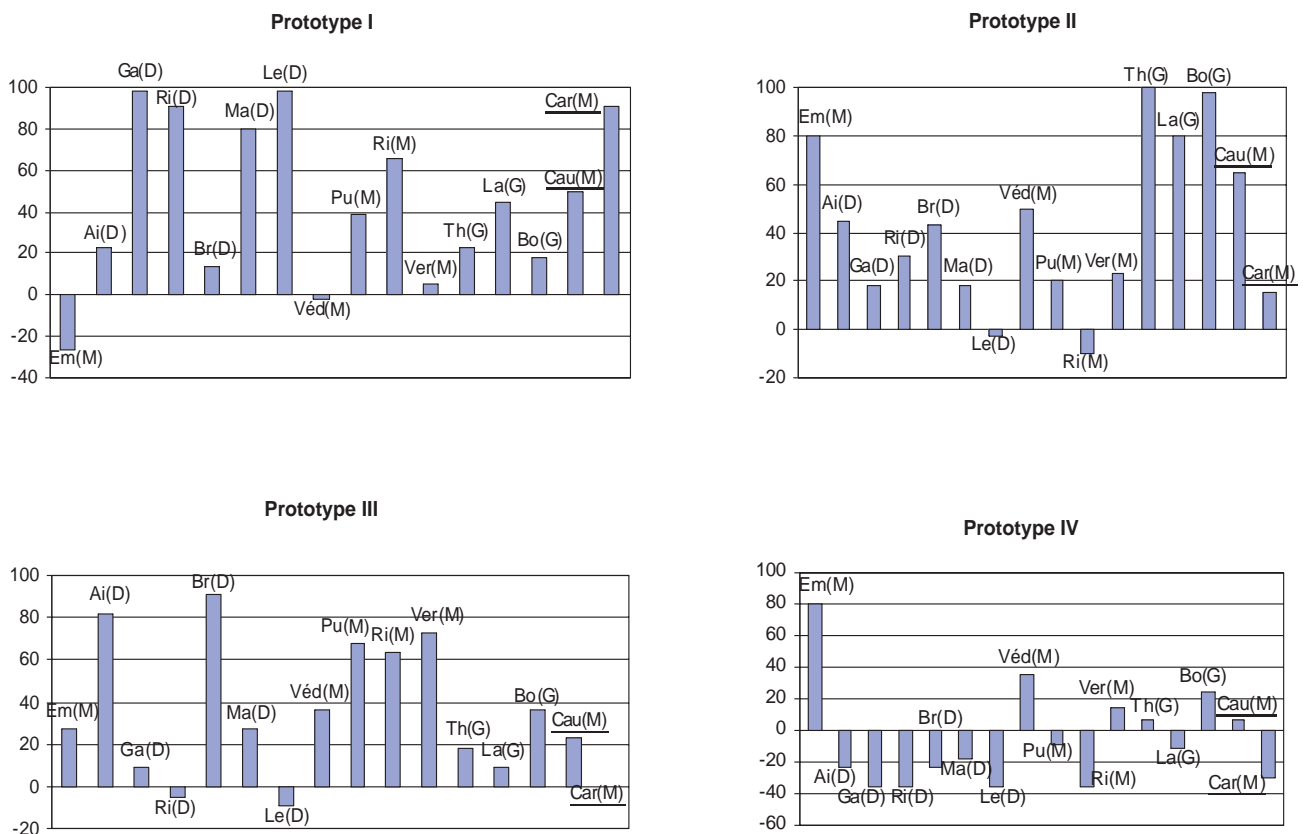 Prototype I
100
80
60
40
20
0
-20
-40
Em(M)
Ai(D)
Ga(D)
Ri(D)
Br(D)
Ma(D)
Le(D)
Véd(M)
Pu(M)
Ri(M)
Ver(M)
Th(G)
La(G)
Bo(G)
Cau(M)
Car(M)
Prototype II
100
80
60
40
20
0
-20
Em(M)
Ai(D)
Ga(D)
Ri(D)
Br(D)
Ma(D)
Le(D)
Véd(M)
Pu(M)
Ri(M)
Ver(M)
Th(G)
La(G)
Bo(G)
Cau(M)
Car(M)
Prototype III
100
80
60
40
20
0
-20
Em(M)
Ai(D)
Ga(D)
Ri(D)
Br(D)
Ma(D)
Le(D)
Véd(M)
Pu(M)
Ri(M)
Ver(M)
Th(G)
La(G)
Bo(G)
Cau(M)
Car(M)
Prototype IV
100
80
60
40
20
0
-20
-40
-60
Em(M)
Ai(D)
Ga(D)
Ri(D)
Br(D)
Ma(D)
Le(D)
Véd(M)
Pu(M)
Ri(M)
Ver(M)
Th(G)
La(G)
Bo(G)
Cau(M)
Car(M)